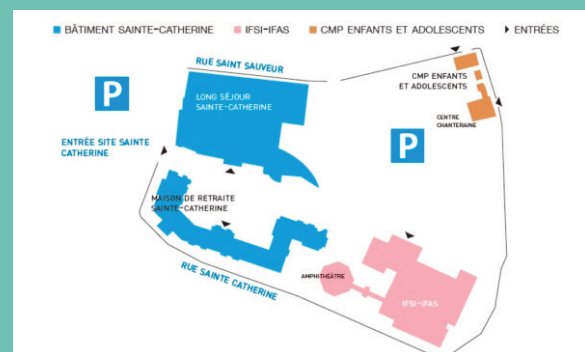 BÂTIMENT SAINTE-CATHERINE
IFSI-IFAS
CMP ENFANTS ET ADOLESCENTS
ENTRÉES
RUE SAINT SAUVEUR
P
LONG SÉJOUR
SAINTE-CATHERINE
CMP ENFANTS
ET ADOLESCENTS
CENTRE
CHANTERAINE
P
ENTRÉE SITE SAINTE
CATHERINE
MAISON DE RETRAITE
SAINTE-CATHERINE
RUE SAINTE CATHERINE
AMPHITHÉÂTRE
IFSI-IFAS